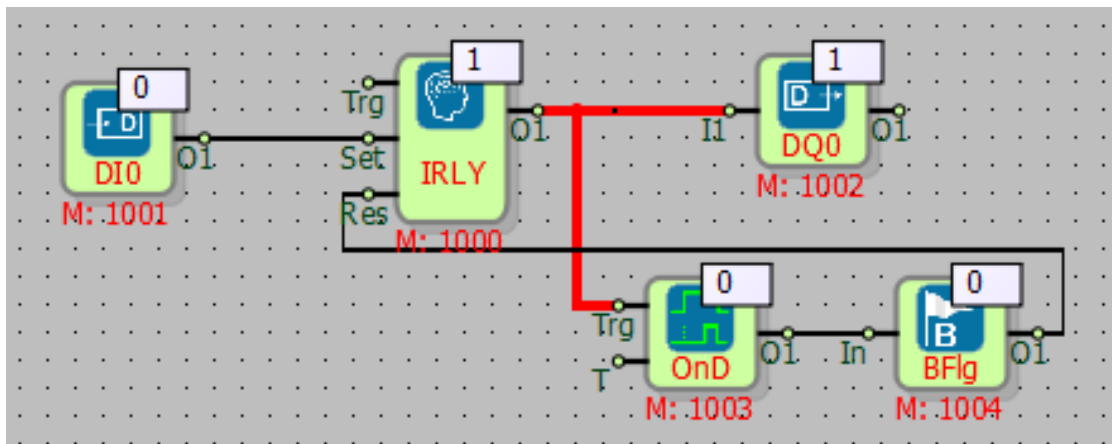 0
D
O1
DI0
M: 1001
1
Trg
Set
Res
O1
IRLY
M: 1000
1
D
I1
O1
DQ0
M: 1002
0
Trg
T
O1
OnD
M: 1003
0
B
In
O1
BFlg
M: 1004